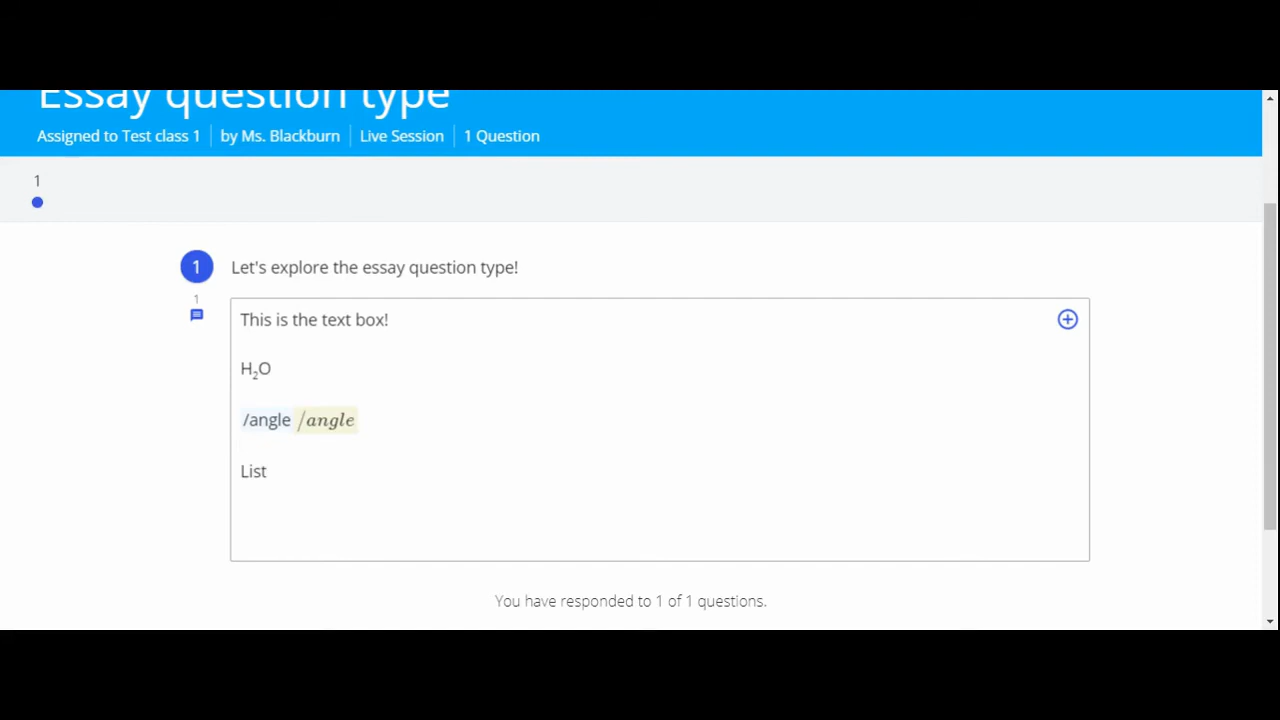 Essay question type
Assigned to Test class 1 | by Ms. Blackburn | Live Session | 1 Question
1
1 Let's explore the essay question type!
1
This is the text box!
H₂O
/angle /angle
List
You have responded to 1 of 1 questions.